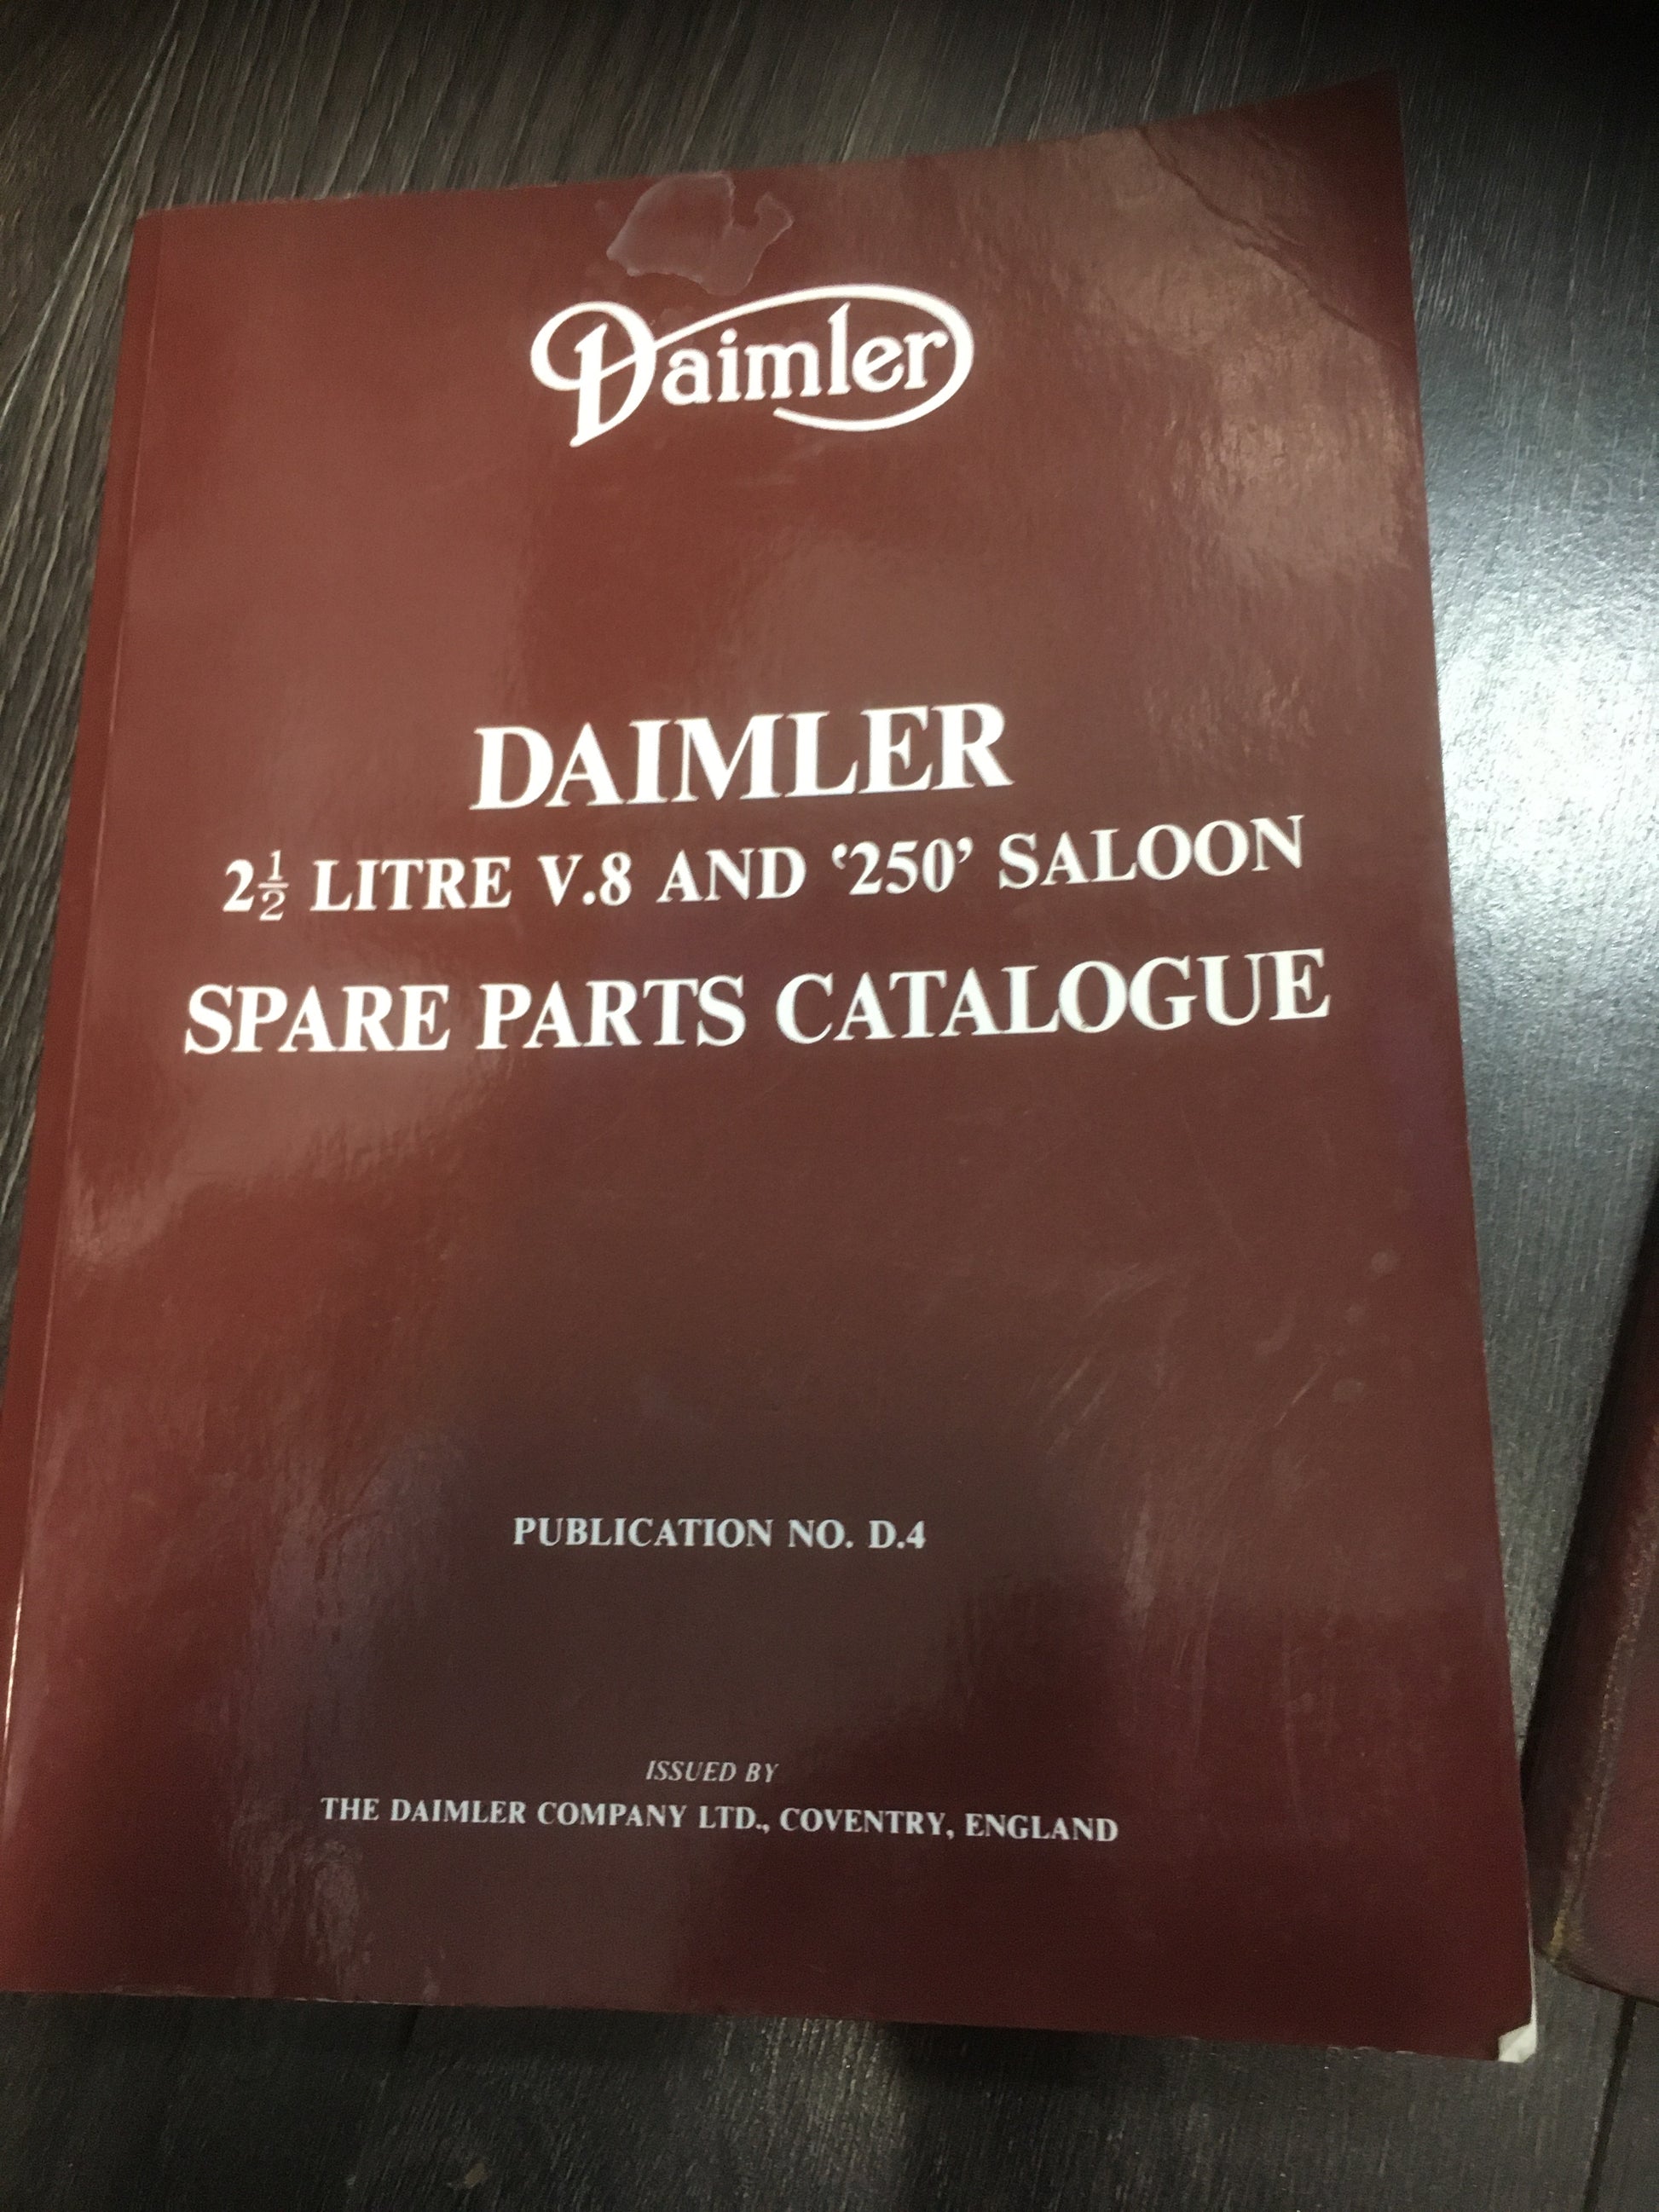 Daimler
DAIMLER
2½ LITRE V.8 AND ‘250’ SALOON
SPARE PARTS CATALOGUE
PUBLICATION NO. D.4
ISSUED BY
THE DAIMLER COMPANY LTD., COVENTRY, ENGLAND